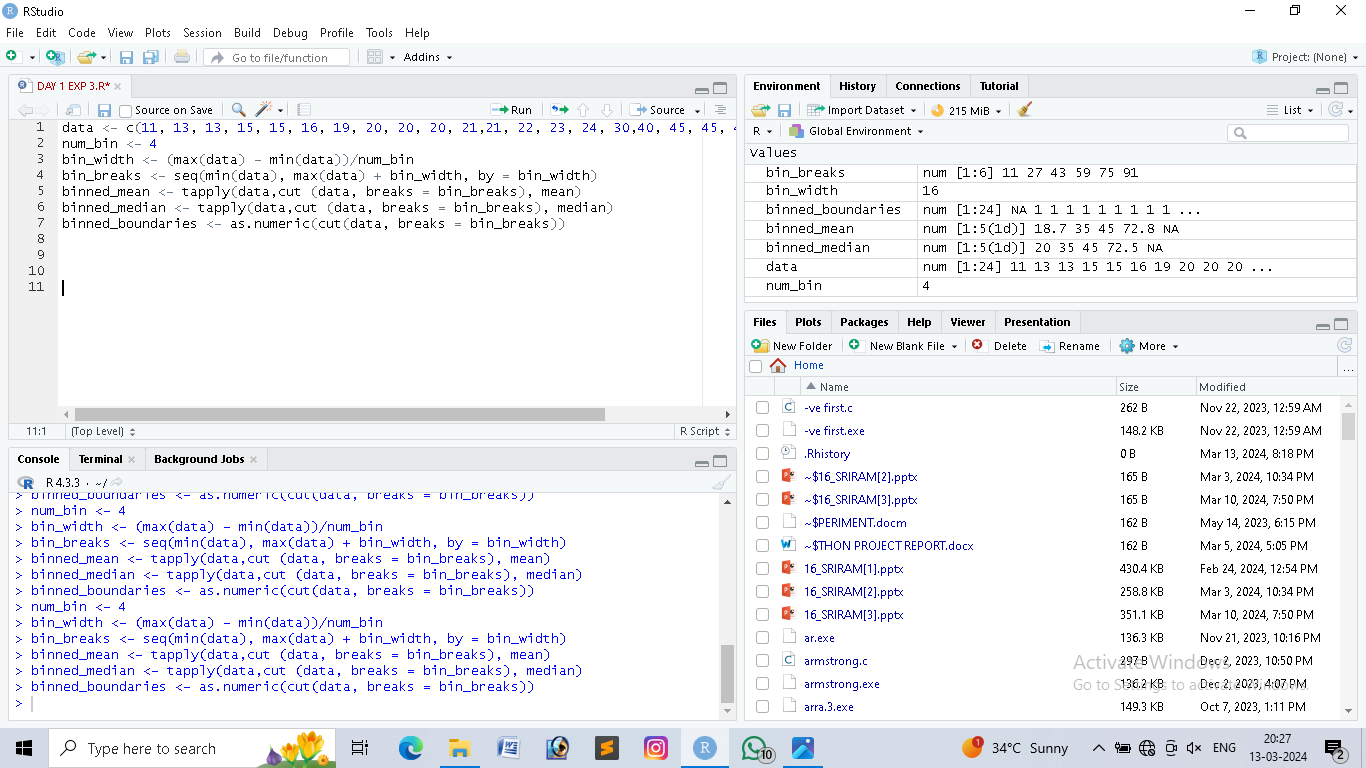 RStudio
File Edit Code View Plots Session Build Debug Profile Tools Help
Go to file/function Addins Project: (None)
DAY 1 EXP 3.R*
Source on Save Run Source
1 data <- c(11, 13, 13, 15, 15, 16, 19, 20, 20, 20, 21,21, 22, 23, 24, 30,40, 45, 45,
2 num_bin <- 4
3 bin_width <- (max(data) - min(data))/num_bin
4 bin_breaks <- seq(min(data), max(data) + bin_width, by = bin_width)
5 binned_mean <- tapply(data,cut (data, breaks = bin_breaks), mean)
6 binned_median <- tapply(data,cut (data, breaks = bin_breaks), median)
7 binned_boundaries <- as.numeric(cut(data, breaks = bin_breaks))
8
9
10
11
11:1 (Top Level) R Script
Console Terminal Background Jobs
R 4.3.3 · ~/
> binned_boundaries <- as.numeric(cut(data, breaks = bin_breaks))
> num_bin <- 4
> bin_width <- (max(data) - min(data))/num_bin
> bin_breaks <- seq(min(data), max(data) + bin_width, by = bin_width)
> binned_mean <- tapply(data,cut (data, breaks = bin_breaks), mean)
> binned_median <- tapply(data,cut (data, breaks = bin_breaks), median)
> binned_boundaries <- as.numeric(cut(data, breaks = bin_breaks))
> num_bin <- 4
> bin_width <- (max(data) - min(data))/num_bin
> bin_breaks <- seq(min(data), max(data) + bin_width, by = bin_width)
> binned_mean <- tapply(data,cut (data, breaks = bin_breaks), mean)
> binned_median <- tapply(data,cut (data, breaks = bin_breaks), median)
> binned_boundaries <- as.numeric(cut(data, breaks = bin_breaks))
>
Environment History Connections Tutorial
Import Dataset 215 MiB List
R Global Environment
Values
bin_breaks num [1:6] 11 27 43 59 75 91
bin_width 16
binned_boundaries num [1:24] NA 1 1 1 1 1 1 1 1 1 ...
binned_mean num [1:5(1d)] 18.7 35 45 72.8 NA
binned_median num [1:5(1d)] 20 35 45 72.5 NA
data num [1:24] 11 13 13 15 15 16 19 20 20 20 ...
num_bin 4
Files Plots Packages Help Viewer Presentation
New Folder New Blank File Delete Rename More
Home ...
Name Size Modified
-ve first.c 262 B Nov 22, 2023, 12:59 AM
-ve first.exe 148.2 KB Nov 22, 2023, 12:59 AM
.Rhistory 0 B Mar 13, 2024, 8:18 PM
~$16_SRIRAM[2].pptx 165 B Mar 3, 2024, 10:34 PM
~$16_SRIRAM[3].pptx 165 B Mar 10, 2024, 7:50 PM
~$PERIMENT.docm 162 B May 14, 2023, 6:15 PM
~$THON PROJECT REPORT.docx 162 B Mar 5, 2024, 5:05 PM
16_SRIRAM[1].pptx 430.4 KB Feb 24, 2024, 12:54 PM
16_SRIRAM[2].pptx 258.8 KB Mar 3, 2024, 10:34 PM
16_SRIRAM[3].pptx 351.1 KB Mar 10, 2024, 7:50 PM
ar.exe 136.3 KB Nov 21, 2023, 10:16 PM
armstrong.c 297 B Dec 2, 2023, 10:50 PM
armstrong.exe 136.2 KB Dec 2, 2023, 4:07 PM
arra.3.exe 149.3 KB Oct 7, 2023, 1:11 PM
Activate Windows
Go to Settings to activate Windows.
Type here to search 10 34°C Sunny ENG 20:27
13-03-2024 2